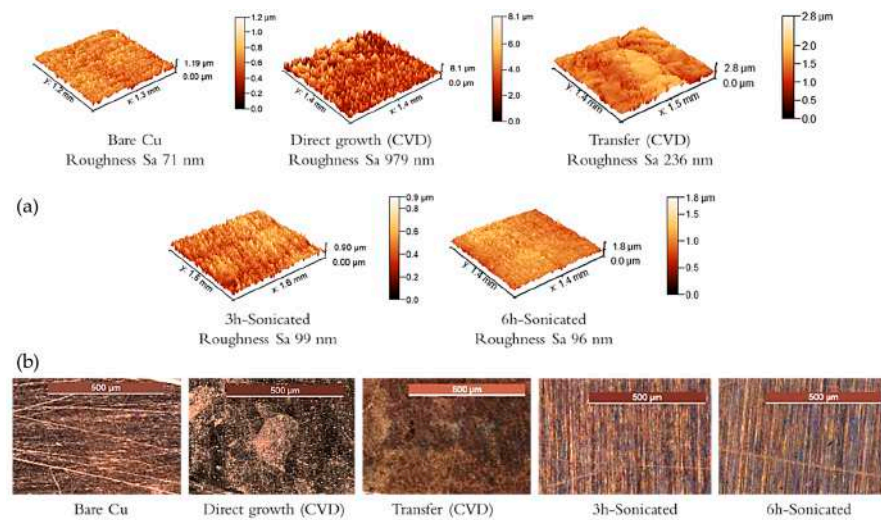 1.2 µm
1.0
0.8
0.6
0.4
0.2
0.0
1.19 µm
0.00 µm
y: 1.2 mm
x: 1.3 mm
Bare Cu
Roughness Sa 71 nm
8.1 µm
6.0
4.0
2.0
0.0
8.1 µm
0.0 µm
y: 1.4 mm
x: 1.4 mm
Direct growth (CVD)
Roughness Sa 979 nm
2.8 µm
2.0
1.5
1.0
0.5
0.0
2.8 µm
0.0 µm
y: 1.4 mm
x: 1.5 mm
Transfer (CVD)
Roughness Sa 236 nm
(a)
0.9 µm
0.8
0.6
0.4
0.2
0.0
0.90 µm
0.00 µm
y: 1.6 mm
x: 1.6 mm
3h-Sonicated
Roughness Sa 99 nm
1.8 µm
1.5
1.0
0.5
0.0
1.8 µm
0.0 µm
y: 1.4 mm
x: 1.4 mm
6h-Sonicated
Roughness Sa 96 nm
(b)
500 µm
500 µm
500 µm
500 µm
500 µm
Bare Cu
Direct growth (CVD)
Transfer (CVD)
3h-Sonicated
6h-Sonicated